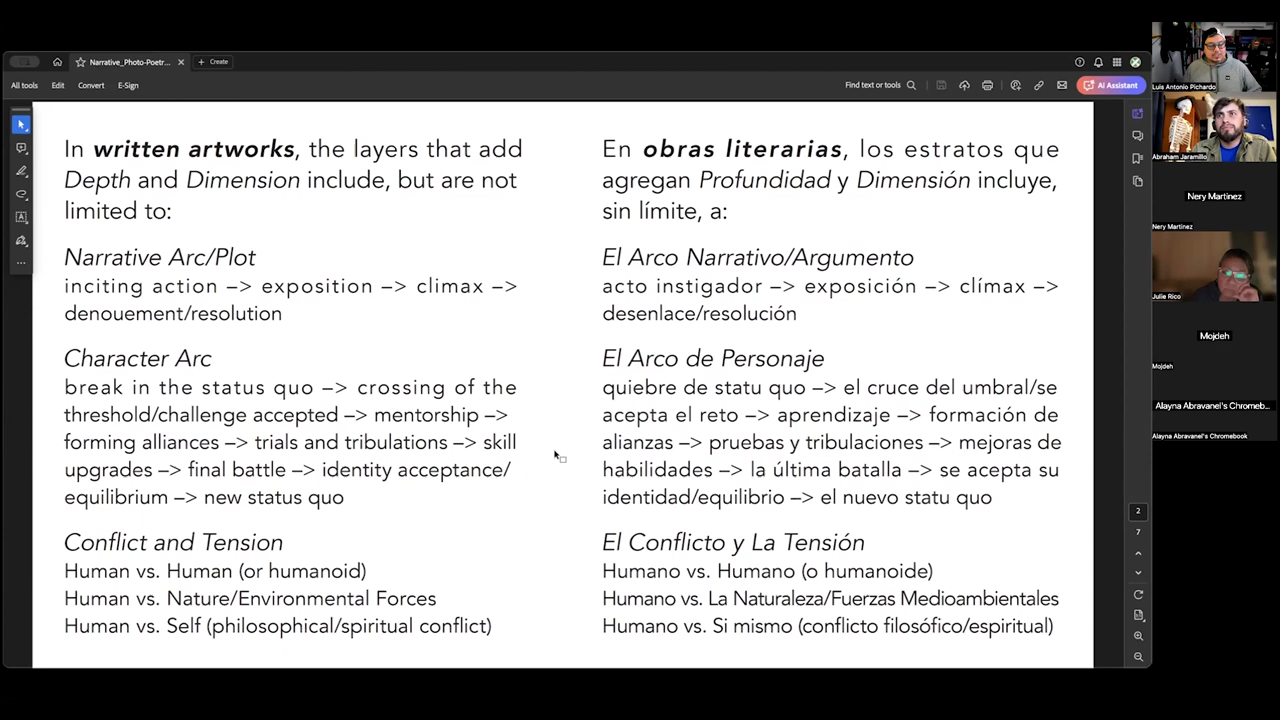 Narrative_Photo-Poetr...
Create
All tools
Edit
Convert
E-Sign
Find text or tools
AI Assistant
In written artworks, the layers that add
Depth and Dimension include, but are not
limited to:
Narrative Arc/Plot
inciting action –> exposition –> climax –>
denouement/resolution
Character Arc
break in the status quo –> crossing of the
threshold/challenge accepted –> mentorship –>
forming alliances –> trials and tribulations –> skill
upgrades –> final battle –> identity acceptance/
equilibrium –> new status quo
Conflict and Tension
Human vs. Human (or humanoid)
Human vs. Nature/Environmental Forces
Human vs. Self (philosophical/spiritual conflict)
En obras literarias, los estratos que
agregan Profundidad y Dimensión incluye,
sin límite, a:
El Arco Narrativo/Argumento
acto instigador –> exposición –> clímax –>
desenlace/resolución
El Arco de Personaje
quiebre de statu quo –> el cruce del umbral/se
acepta el reto –> aprendizaje –> formación de
alianzas –> pruebas y tribulaciones –> mejoras de
habilidades –> la última batalla –> se acepta su
identidad/equilibrio –> el nuevo statu quo
El Conflicto y La Tensión
Humano vs. Humano (o humanoide)
Humano vs. La Naturaleza/Fuerzas Medioambientales
Humano vs. Si mismo (conflicto filosófico/espiritual)
2
7
Luis Antonio Pichardo
Abraham Jaramillo
Nery Martinez
Nery Martinez
Julie Rico
Mojdeh
Mojdeh
Alayna Abravanel's Chromeb...
Alayna Abravanel's Chromebook